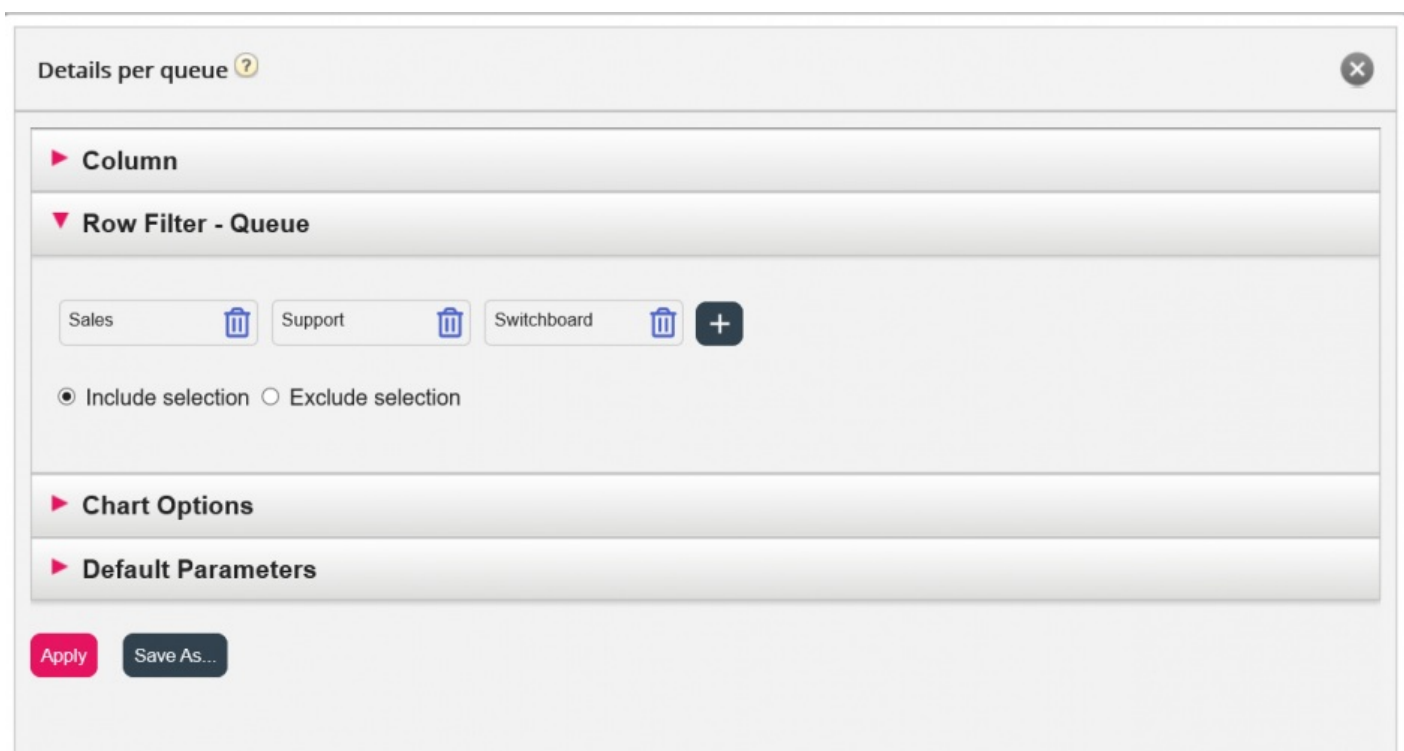 Details per queue ?
Column
Row Filter - Queue
Sales Support Switchboard +
Include selection Exclude selection
Chart Options
Default Parameters
Apply Save As...